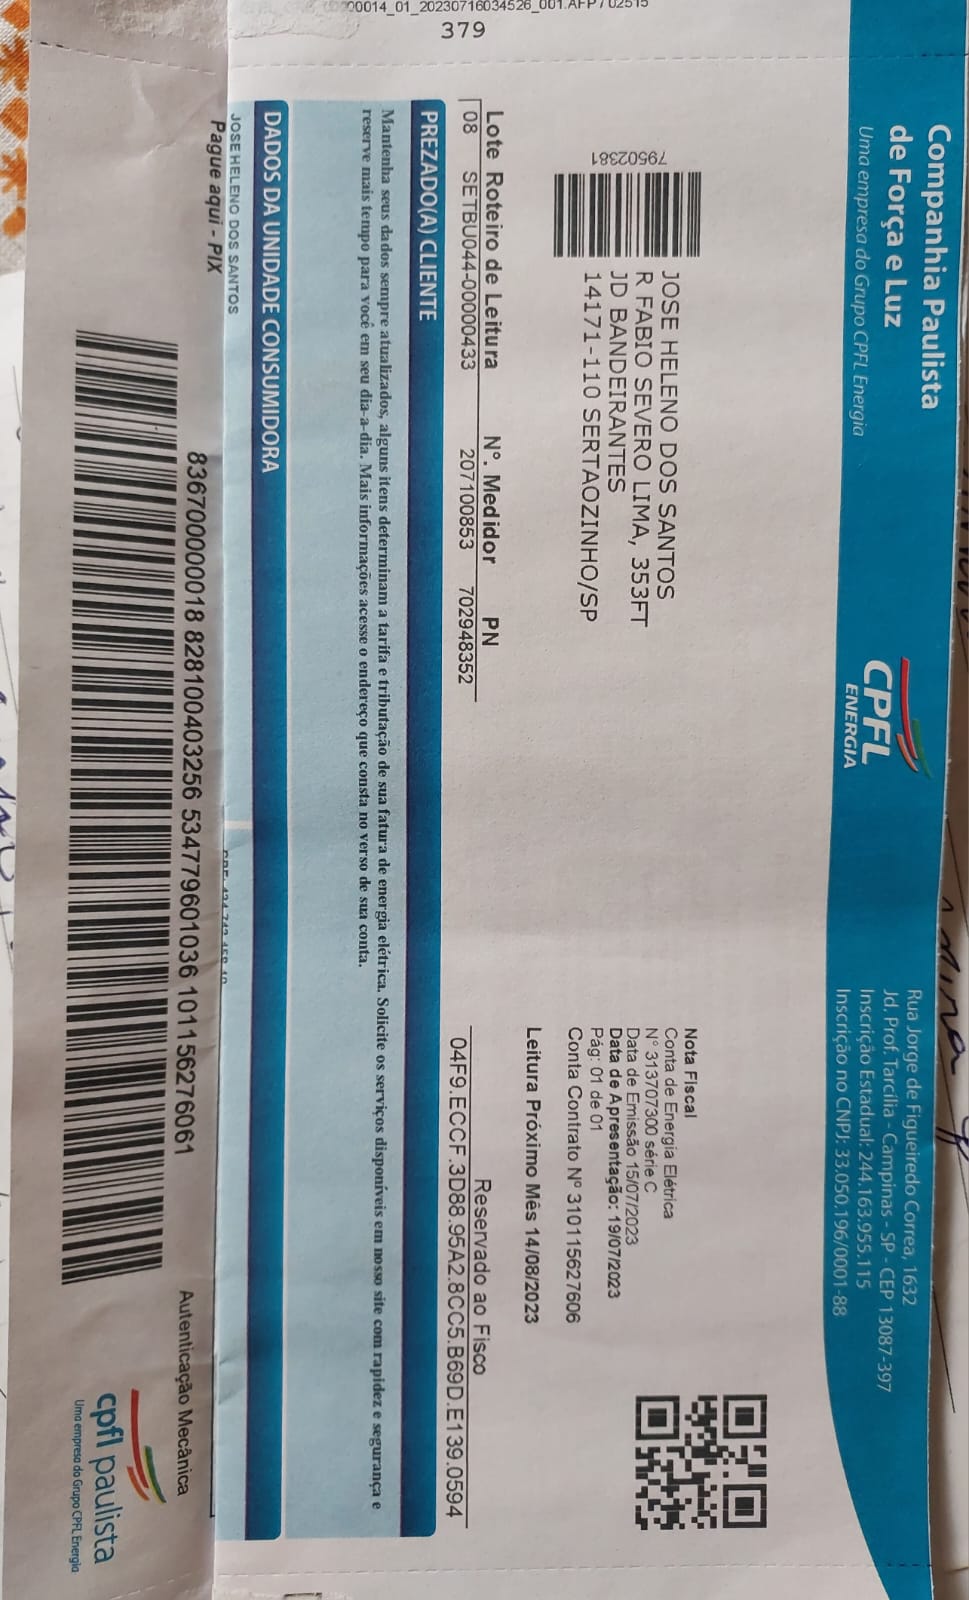 00014_01_20230716034526_001.AFP / 02515
379
Companhia Paulista
de Força e Luz
Uma empresa do Grupo CPFL Energia
CPFL
ENERGIA
Rua Jorge de Figueiredo Correa, 1632
Jd. Prof. Tarcília - Campinas - SP - CEP 13087-397
Inscrição Estadual: 244.163.955.115
Inscrição no CNPJ: 33.050.196/0001-88
79502381
JOSE HELENO DOS SANTOS
R FABIO SEVERO LIMA, 353FT
JD BANDEIRANTES
14171-110 SERTAOZINHO/SP
Nota Fiscal
Conta de Energia Elétrica
N° 313707300 série C
Data de Emissão 15/07/2023
Data de Apresentação: 19/07/2023
Pág: 01 de 01
Conta Contrato N° 310115627606
Leitura Próximo Mês 14/08/2023
Lote Roteiro de Leitura N°. Medidor PN
08 SETBU044-00000433 207100853 702948352
Reservado ao Fisco
04F9.ECCF.3D88.95A2.8CC5.B69D.E139.0594
PREZADO(A) CLIENTE
Mantenha seus dados sempre atualizados, alguns itens determinam a tarifa e tributação de sua fatura de energia elétrica. Solicite os serviços disponíveis em nosso site com rapidez e segurança e
reserve mais tempo para você em seu dia-a-dia. Mais informações acesse o endereço que consta no verso de sua conta.
DADOS DA UNIDADE CONSUMIDORA
JOSE HELENO DOS SANTOS
Pague aqui - PIX
836700000018 828100403256 534779601036 101156276061
Autenticação Mecânica
cpfl paulista
Uma empresa do Grupo CPFL Energia